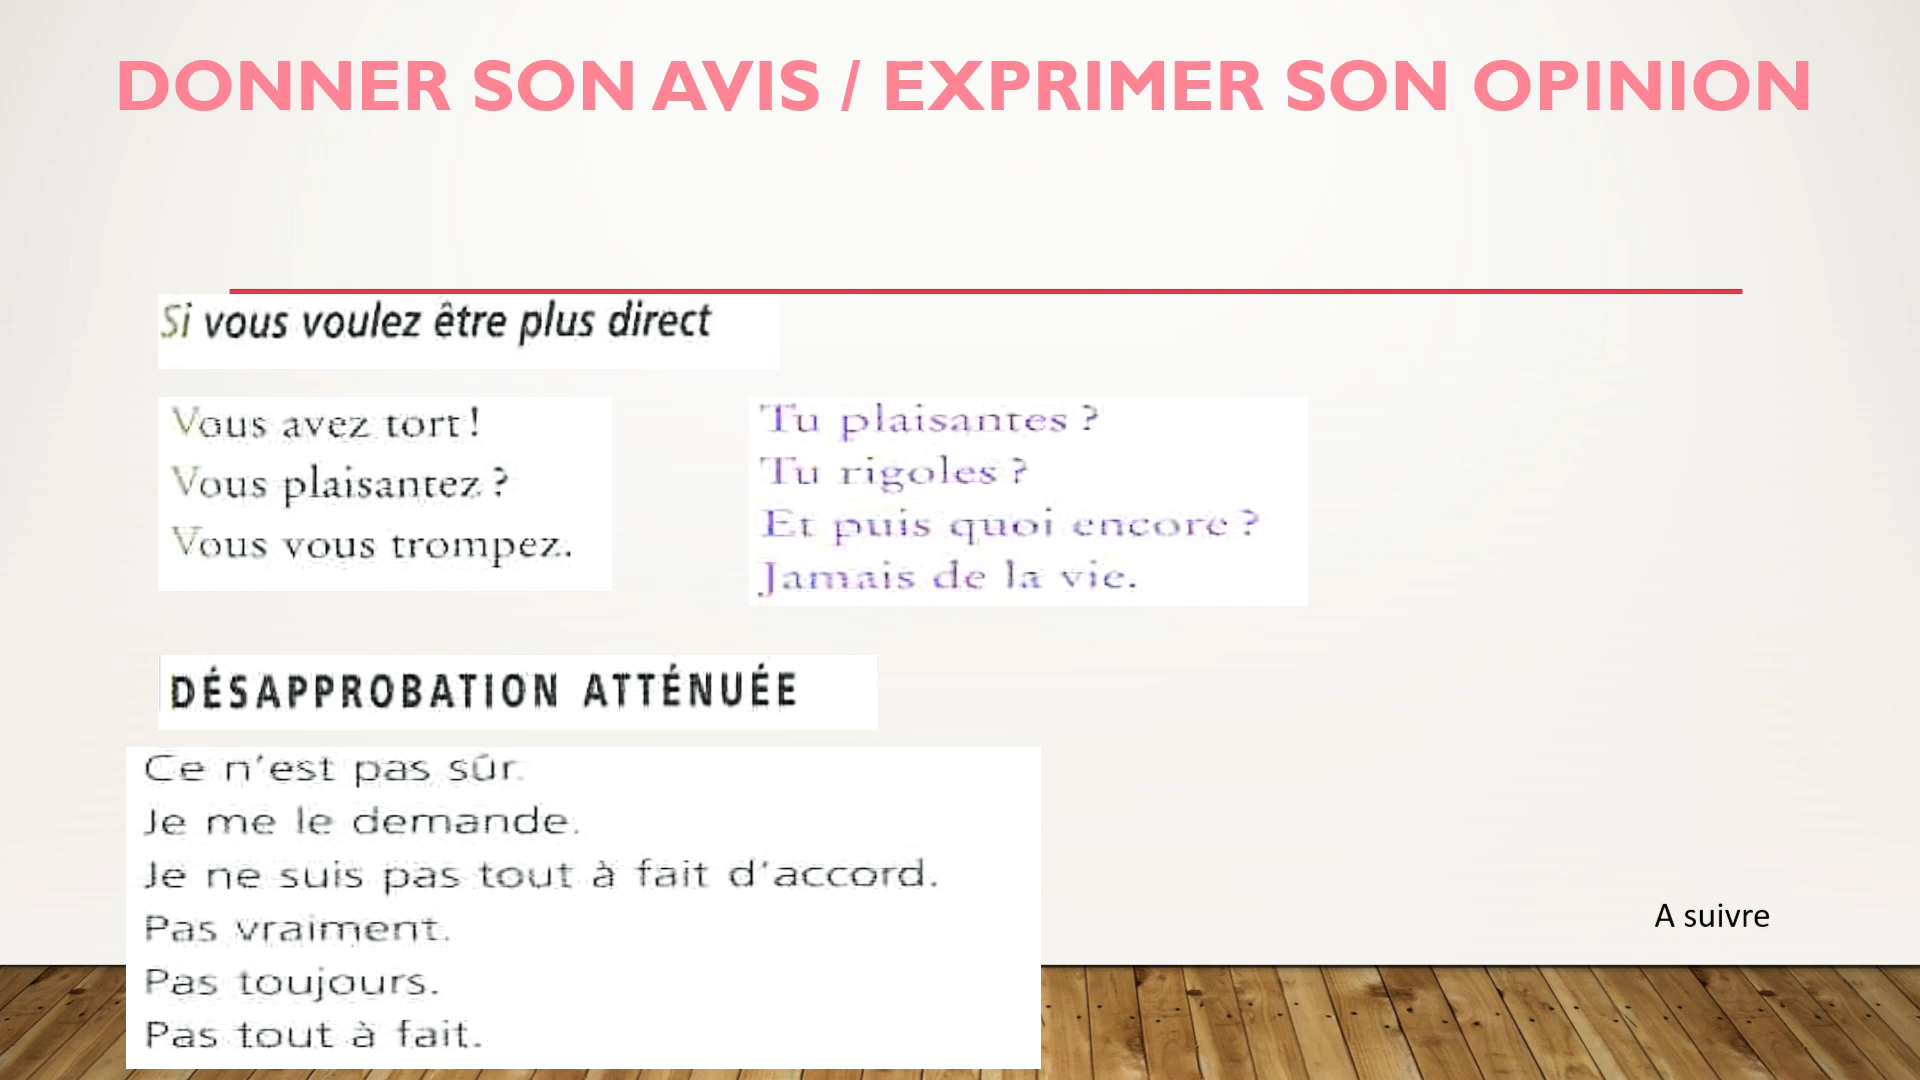 DONNER SON AVIS / EXPRIMER SON OPINION
Si vous voulez être plus direct
Vous avez tort !
Vous plaisantez ?
Vous vous trompez.
Tu plaisantes ?
Tu rigoles ?
Et puis quoi encore ?
Jamais de la vie.
DÉSAPPROBATION ATTÉNUÉE
Ce n'est pas sûr.
Je me le demande.
Je ne suis pas tout à fait d'accord.
Pas vraiment.
Pas toujours.
Pas tout à fait.
A suivre